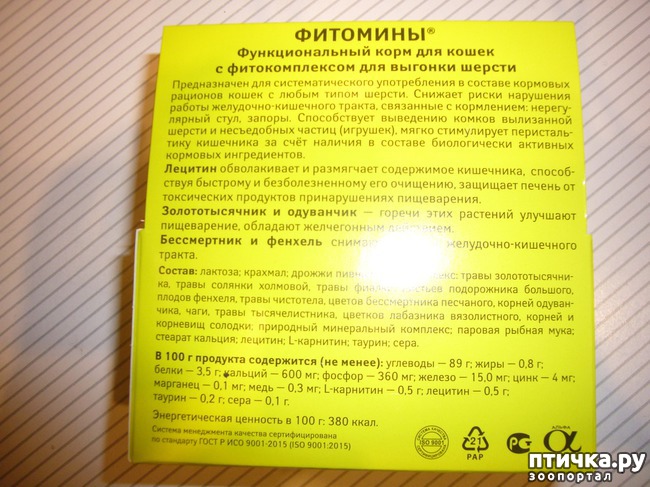 ФИТОМИНЫ®
Функциональный корм для кошек
с фитокомплексом для выгонки шерсти
Предназначен для систематического употребления в составе кормовых
рационов кошек с любым типом шерсти. Снижает риски нарушения
работы желудочно-кишечного тракта, связанные с кормлением: нерегу-
лярный стул, запоры. Способствует выведению комков вылизанной
шерсти и несъедобных частиц (игрушек), мягко стимулирует перисталь-
тику кишечника за счёт наличия в составе биологически активных
кормовых ингредиентов.
Лецитин обволакивает и размягчает содержимое кишечника, способ-
ствуя быстрому и безболезненному его очищению, защищает печень от
токсических продуктов принарушениях пищеварения.
Золототысячник и одуванчик — горечи этих растений улучшают
пищеварение, обладают желчегонным действием.
Бессмертник и фенхель желудочно-кишечного
тракта.
Состав: лактоза; крахмал; дрожжи травы золототысячни-
ка, травы солянки холмовой, травы подорожника большого,
плодов фенхеля, травы чистотела, цветов бессмертника песчаного, корней одуван-
чика, чаги, травы тысячелистника, цветков лабазника вязолистного, корней и
корневищ солодки; природный минеральный комплекс; паровая рыбная мука;
стеарат кальция; лецитин; L-карнитин; таурин; сера.
В 100 г продукта содержится (не менее): углеводы — 89 г; жиры — 0,8 г;
белки — 3,5 г; кальций — 600 мг; фосфор — 360 мг; железо — 15,0 мг; цинк — 4 мг;
марганец — 0,1 мг; медь — 0,3 мг; L-карнитин — 0,5 г; лецитин — 0,5 г;
таурин — 0,2 г; сера — 0,1 г.
Энергетическая ценность в 100 г: 380 ккал.
Система менеджмента качества сертифицирована
по стандарту ГОСТ Р ИСО 9001-2015 (ISO 9001:2015)
ISO 9001
21
PAP
РСТ
АЛЬФА
птичка.ру
зоопортал